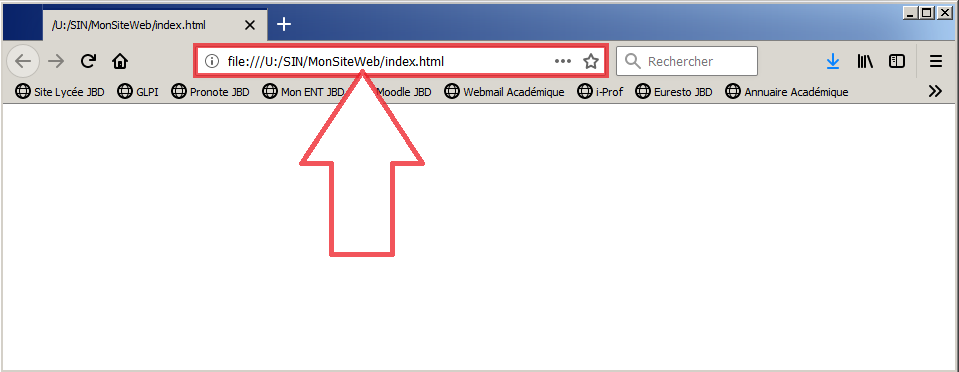 /U:/SIN/MonSiteWeb/index.html
file:///U:/SIN/MonSiteWeb/index.html Rechercher
Site Lycée JBD GLPI Pronote JBD Mon ENT JBD Moodle JBD Webmail Académique i-Prof Euresto JBD Annuaire Académique